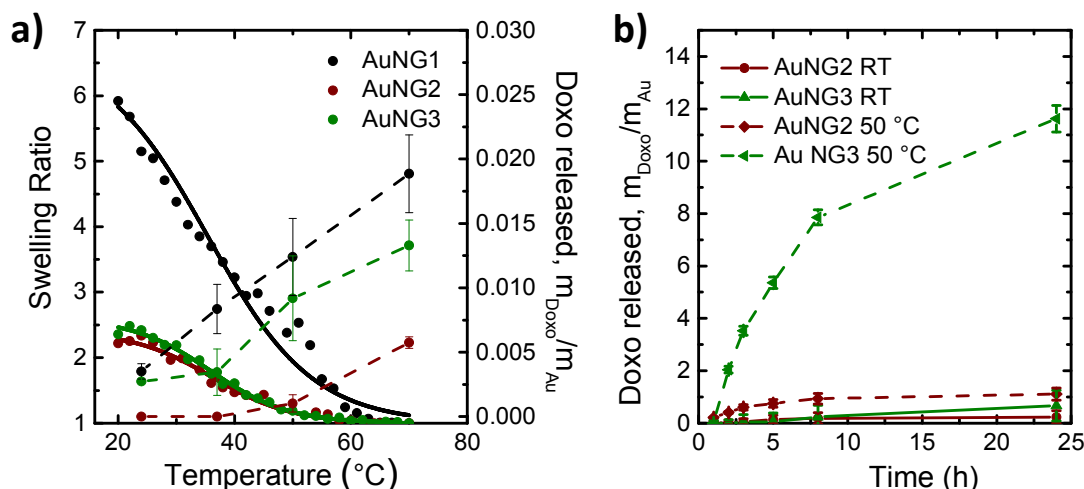 a)
7
6
5
4
3
2
1
Swelling Ratio
20
40
60
80
Temperature (°C)
AuNG1
AuNG2
AuNG3
0.030
0.025
0.020
0.015
0.010
0.005
0.000
Doxo released, mDoxo/mAu
b)
14
12
10
8
6
4
2
0
Doxo released, mDoxo/mAu
AuNG2 RT
AuNG3 RT
AuNG2 50 °C
Au NG3 50 °C
0
5
10
15
20
25
Time (h)